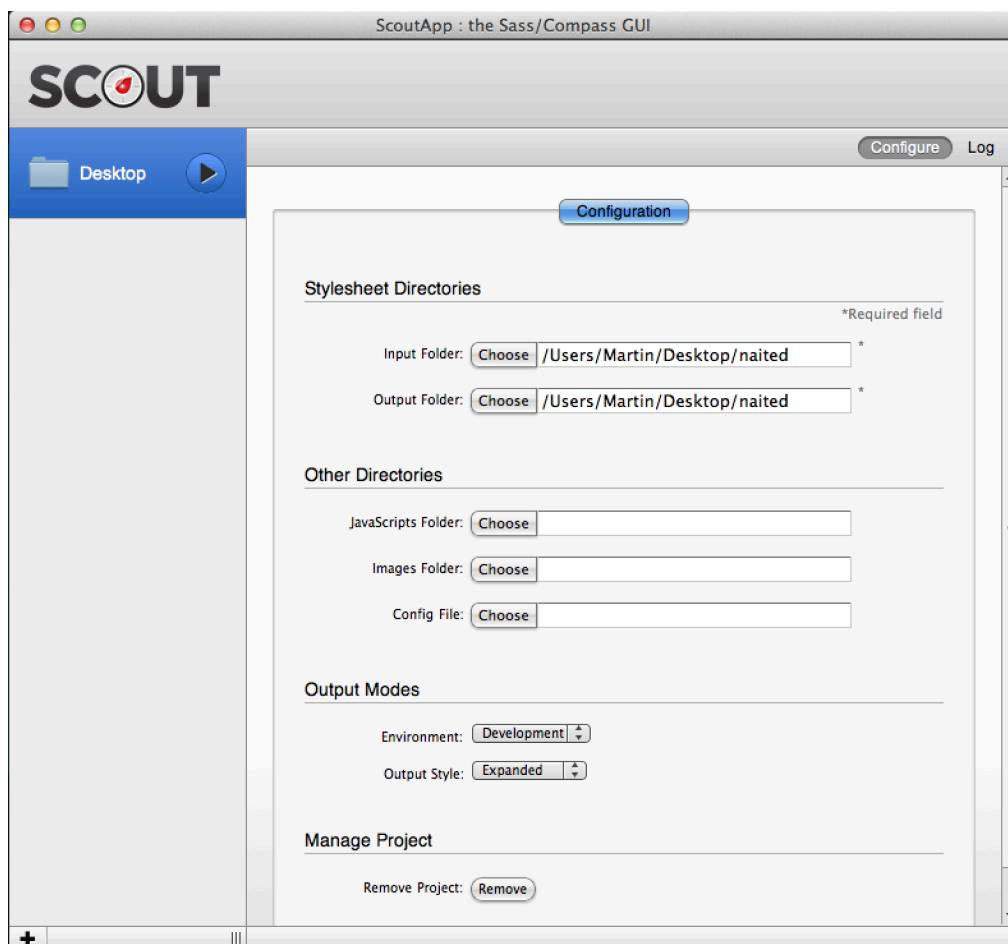 ScoutApp : the Sass/Compass GUI
SCOUT
Desktop
Configure Log
Configuration
Stylesheet Directories
*Required field
Input Folder: Choose /Users/Martin/Desktop/naited *
Output Folder: Choose /Users/Martin/Desktop/naited *
Other Directories
JavaScripts Folder: Choose
Images Folder: Choose
Config File: Choose
Output Modes
Environment: Development
Output Style: Expanded
Manage Project
Remove Project: Remove